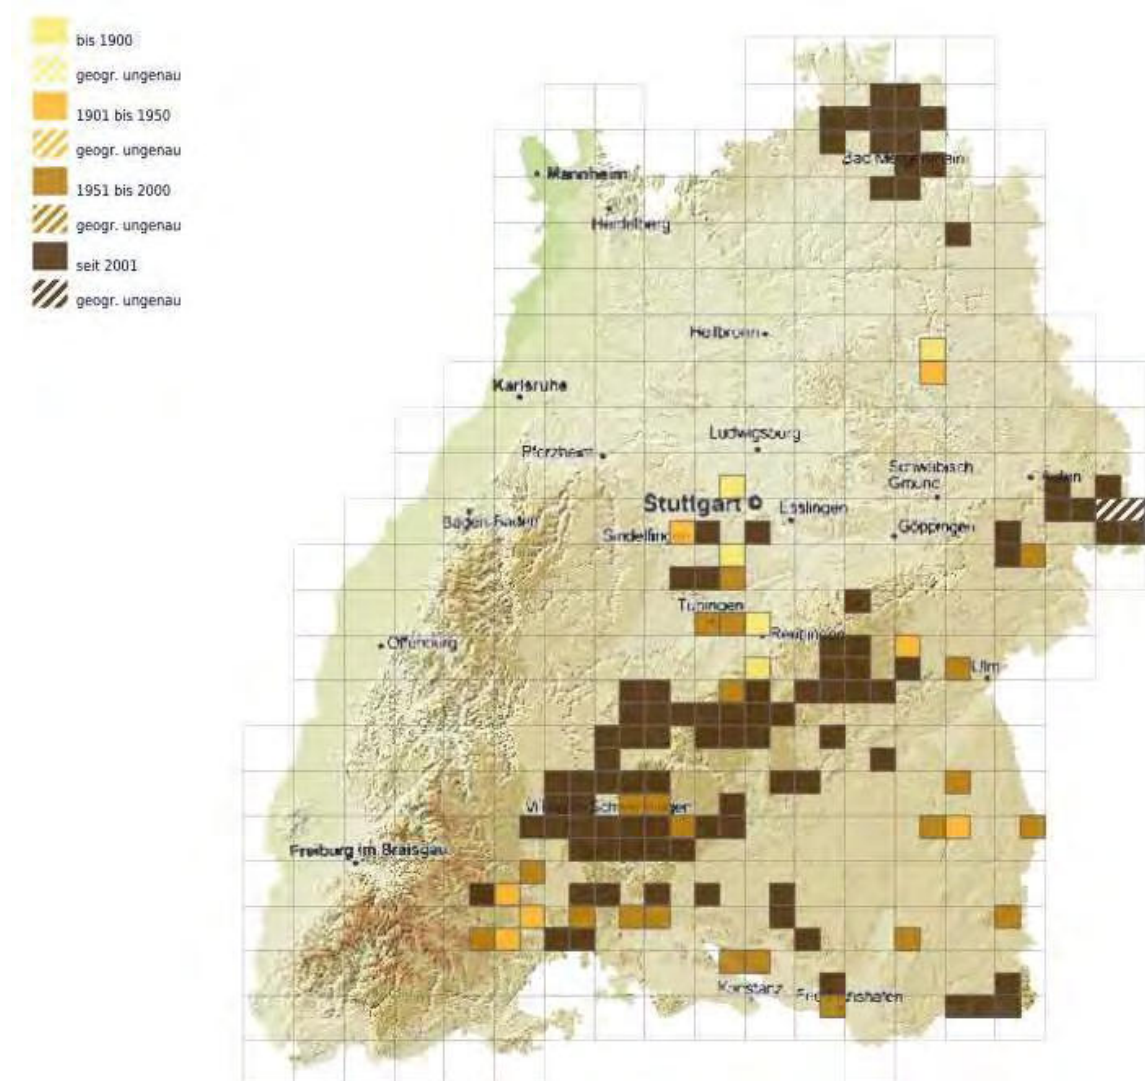 bis 1900
geogr. ungenau
1901 bis 1950
geogr. ungenau
1951 bis 2000
geogr. ungenau
seit 2001
geogr. ungenau
Mannheim
Heidelberg
Heilbronn
Karlsruhe
Ludwigsburg
Pforzheim
Schwäbisch
Gmünd
Stuttgart
Esslingen
Baden-Baden
Göppingen
Tübingen
Reutlingen
Offenburg
Ulm
Freiburg im Breisgau
Konstanz